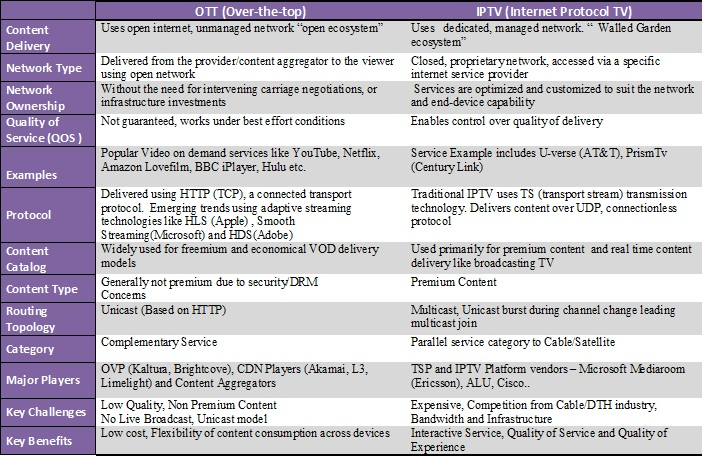 OTT (Over-the-top)
IPTV (Internet Protocol TV)
Content
Delivery
Uses open internet, unmanaged network “open ecosystem”
Uses dedicated, managed network. “ Walled Garden
ecosystem”
Network Type
Delivered from the provider/content aggregator to the viewer
using open network
Closed, proprietary network, accessed via a specific
internet service provider
Network
Ownership
Without the need for intervening carriage negotiations, or
infrastructure investments
Services are optimized and customized to suit the network
and end-device capability
Quality of
Service (QOS )
Not guaranteed, works under best effort conditions
Enables control over quality of delivery
Examples
Popular Video on demand services like YouTube, Netflix,
Amazon Lovefilm, BBC iPlayer, Hulu etc.
Service Example includes U-verse (AT&T), PrismTv
(Century Link)
Protocol
Delivered using HTTP (TCP), a connected transport
protocol. Emerging trends using adaptive streaming
technologies like HLS (Apple) , Smooth
Streaming(Microsoft) and HDS(Adobe)
Traditional IPTV uses TS (transport stream) transmission
technology. Delivers content over UDP, connectionless
protocol
Content
Catalog
Widely used for freemium and economical VOD delivery
models
Used primarily for premium content and real time content
delivery like broadcasting TV
Content Type
Generally not premium due to security/DRM
Concerns
Premium Content
Routing
Topology
Unicast (Based on HTTP)
Multicast, Unicast burst during channel change leading
multicast join
Category
Complementary Service
Parallel service category to Cable/Satellite
Major Players
OVP (Kaltura, Brightcove), CDN Players (Akamai, L3,
Limelight) and Content Aggregators
TSP and IPTV Platform vendors – Microsoft Mediaroom
(Ericsson), ALU, Cisco..
Key Challenges
Low Quality, Non Premium Content
No Live Broadcast, Unicast model
Expensive, Competition from Cable/DTH industry,
Bandwidth and Infrastructure
Key Benefits
Low cost, Flexibility of content consumption across devices
Interactive Service, Quality of Service and Quality of
Experience